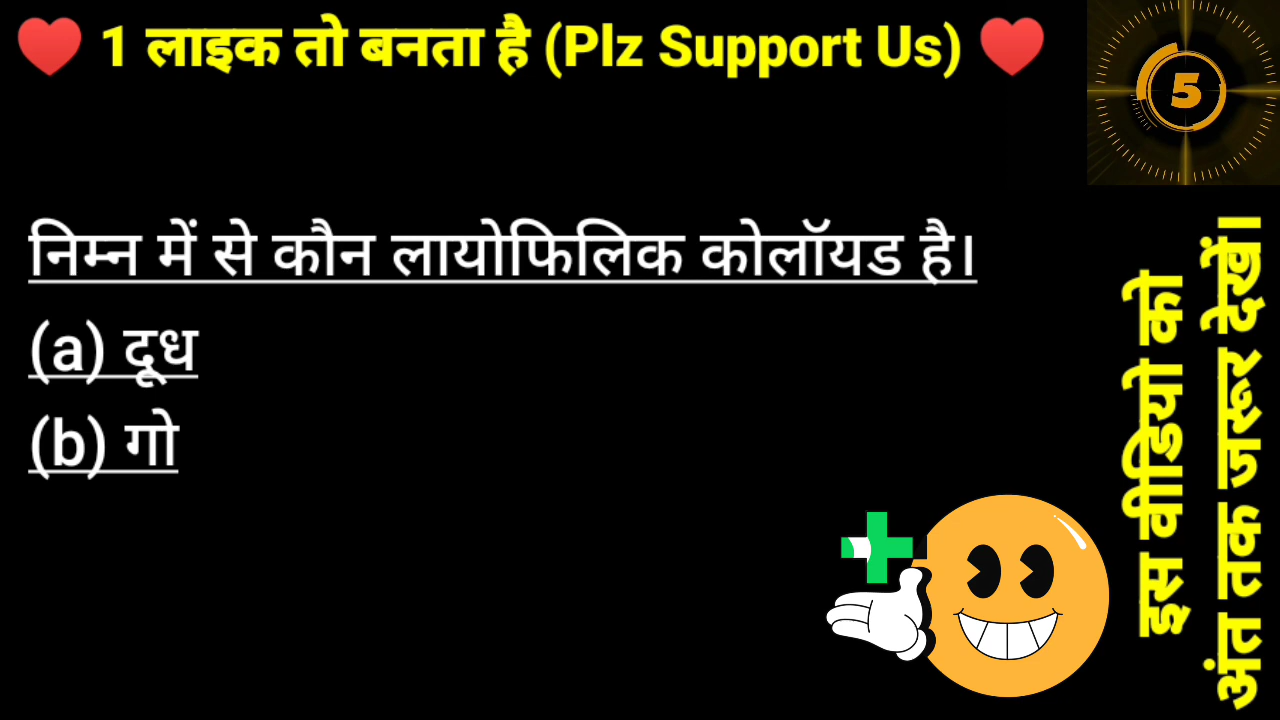 ❤️ 1 लाइक तो बनता है (Plz Support Us) ❤️
5
निम्न में से कौन लायोफिलिक कोलॉयड है।
(a) दूध
(b) गो
इस वीडियो को
अंत तक जरूर देखें।